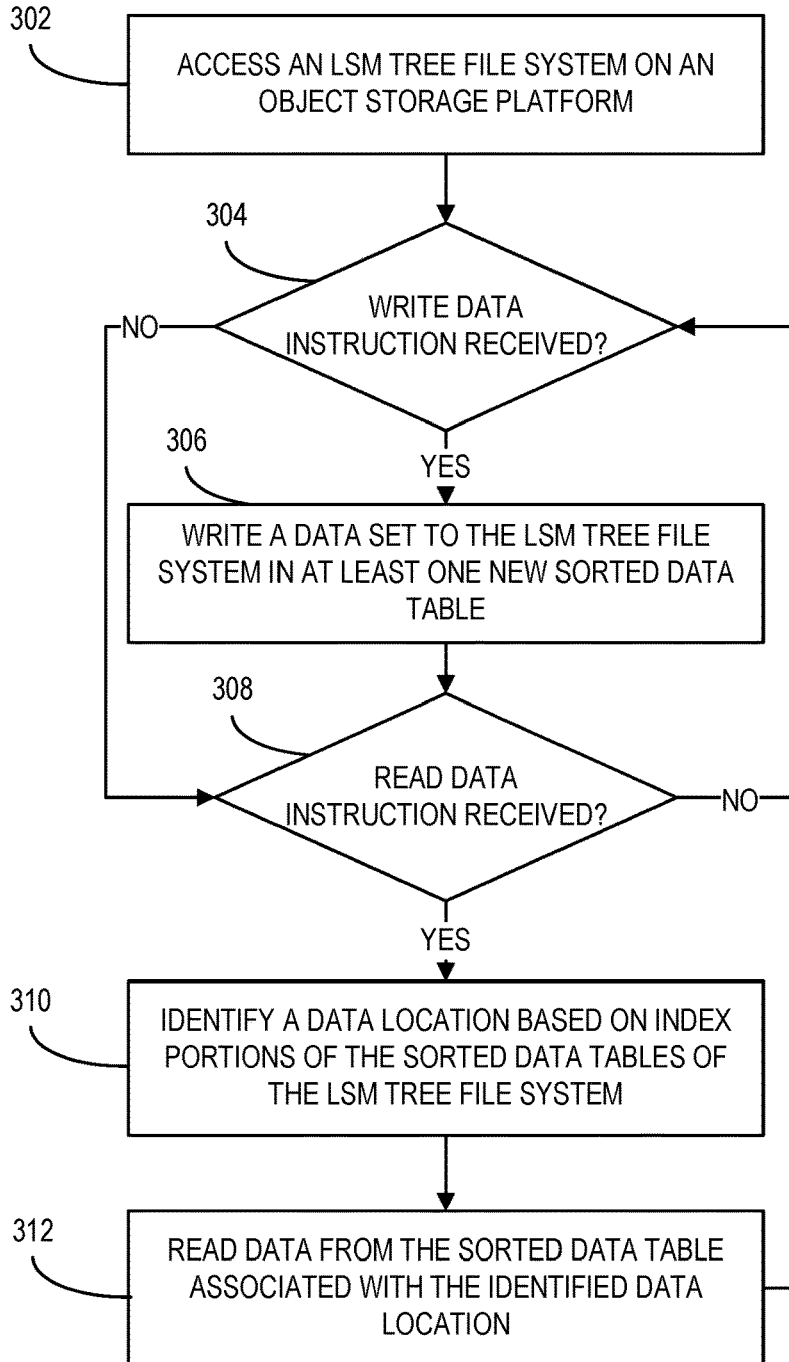 302
ACCESS AN LSM TREE FILE SYSTEM ON AN
OBJECT STORAGE PLATFORM
304
NO
WRITE DATA
INSTRUCTION RECEIVED?
306
YES
WRITE A DATA SET TO THE LSM TREE FILE
SYSTEM IN AT LEAST ONE NEW SORTED DATA
TABLE
308
READ DATA
INSTRUCTION RECEIVED?
NO
YES
310
IDENTIFY A DATA LOCATION BASED ON INDEX
PORTIONS OF THE SORTED DATA TABLES OF
THE LSM TREE FILE SYSTEM
312
READ DATA FROM THE SORTED DATA TABLE
ASSOCIATED WITH THE IDENTIFIED DATA
LOCATION